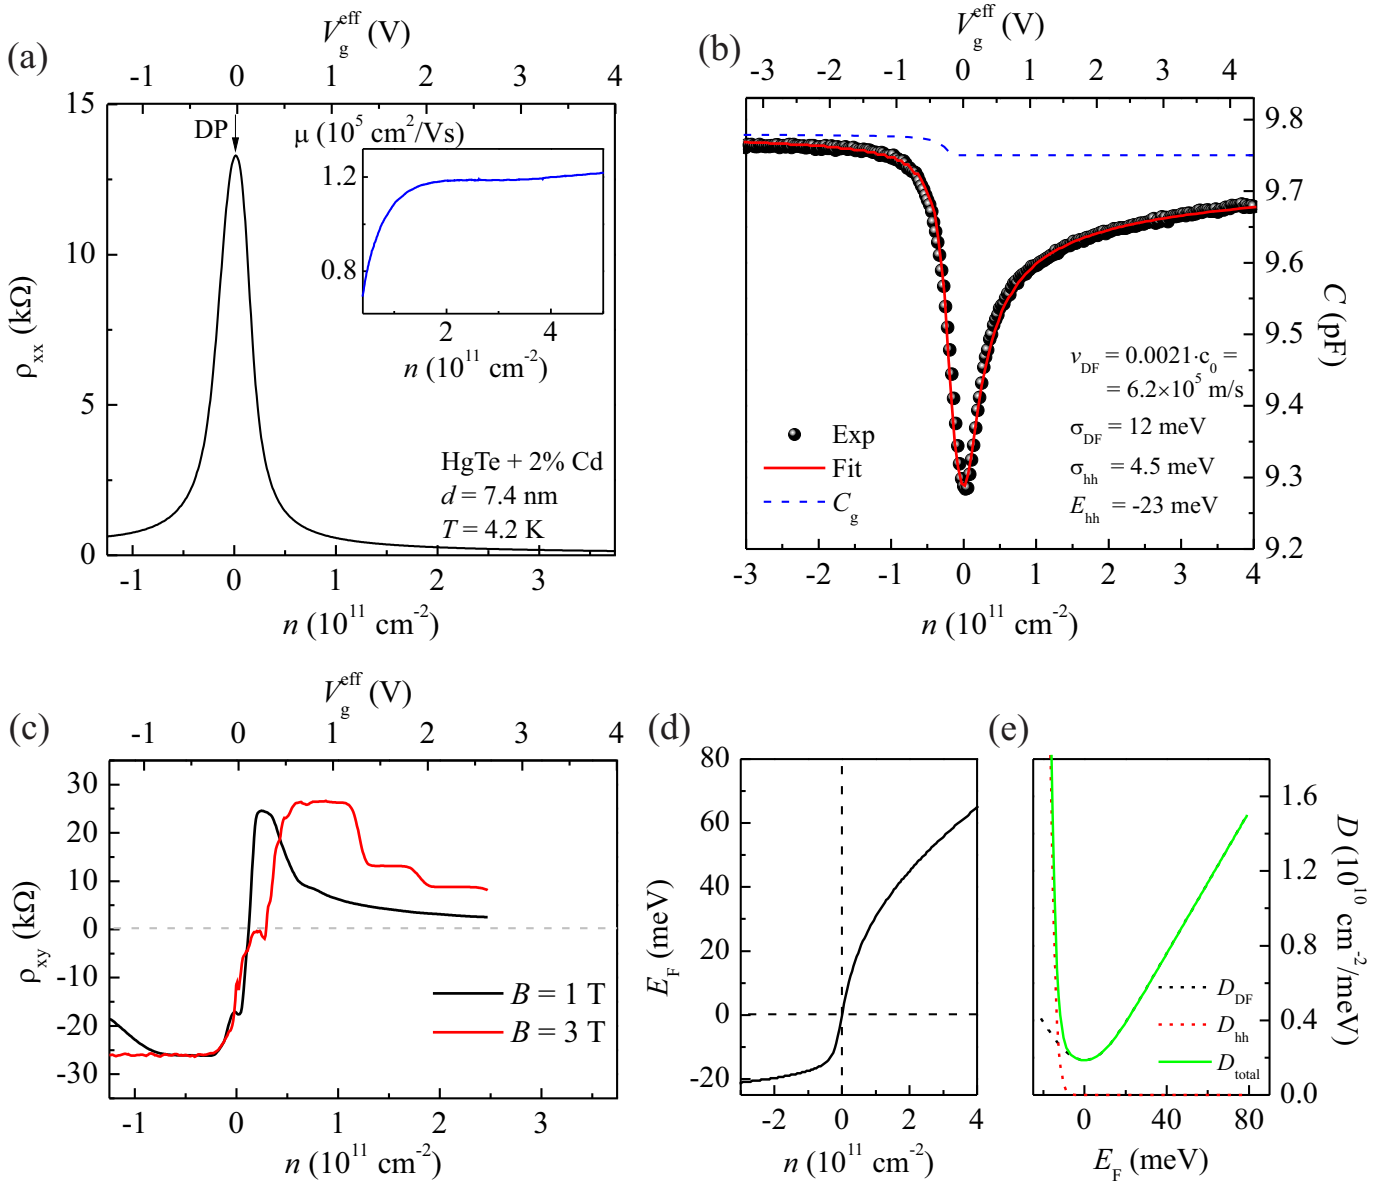 (a)
V_g^eff (V)
-1 0 1 2 3 4
DP
μ (10^5 cm^2/Vs)
1.2
0.8
2 4
n (10^11 cm^-2)
15
10
5
0
ρ_xx (kΩ)
HgTe + 2% Cd
d = 7.4 nm
T = 4.2 K
-1 0 1 2 3
n (10^11 cm^-2)
(b)
V_g^eff (V)
-3 -2 -1 0 1 2 3 4
9.8
9.7
9.6
9.5
9.4
9.3
9.2
C (pF)
v_DF = 0.0021·c_0 =
= 6.2×10^5 m/s
σ_DF = 12 meV
σ_hh = 4.5 meV
E_hh = -23 meV
Exp
Fit
C_g
-3 -2 -1 0 1 2 3 4
n (10^11 cm^-2)
(c)
V_g^eff (V)
-1 0 1 2 3 4
30
20
10
0
-10
-20
-30
ρ_xy (kΩ)
B = 1 T
B = 3 T
-1 0 1 2 3
n (10^11 cm^-2)
(d)
80
60
40
20
0
-20
E_F (meV)
-2 0 2 4
n (10^11 cm^-2)
(e)
1.6
1.2
0.8
0.4
0.0
D (10^10 cm^-2/meV)
D_DF
D_hh
D_total
0 40 80
E_F (meV)